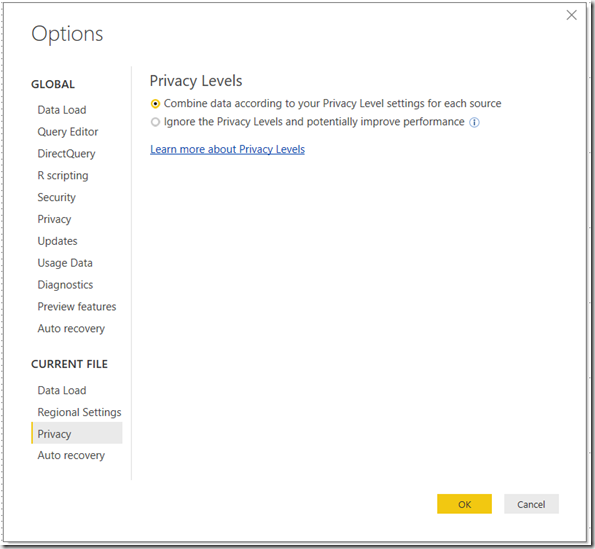 Options
GLOBAL
Data Load
Query Editor
DirectQuery
R scripting
Security
Privacy
Updates
Usage Data
Diagnostics
Preview features
Auto recovery
CURRENT FILE
Data Load
Regional Settings
Privacy
Auto recovery
Privacy Levels
Combine data according to your Privacy Level settings for each source
Ignore the Privacy Levels and potentially improve performance
Learn more about Privacy Levels
OK
Cancel